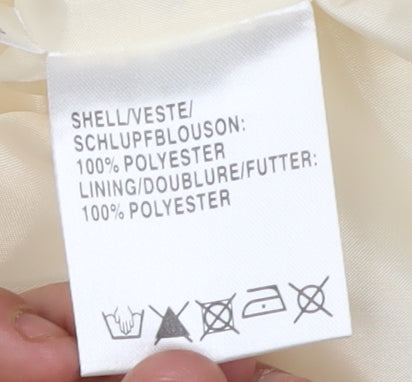 SHELL/VESTE/
SCHLUPFBLOUSON:
100% POLYESTER
LINING/DOUBLURE/FUTTER:
100% POLYESTER